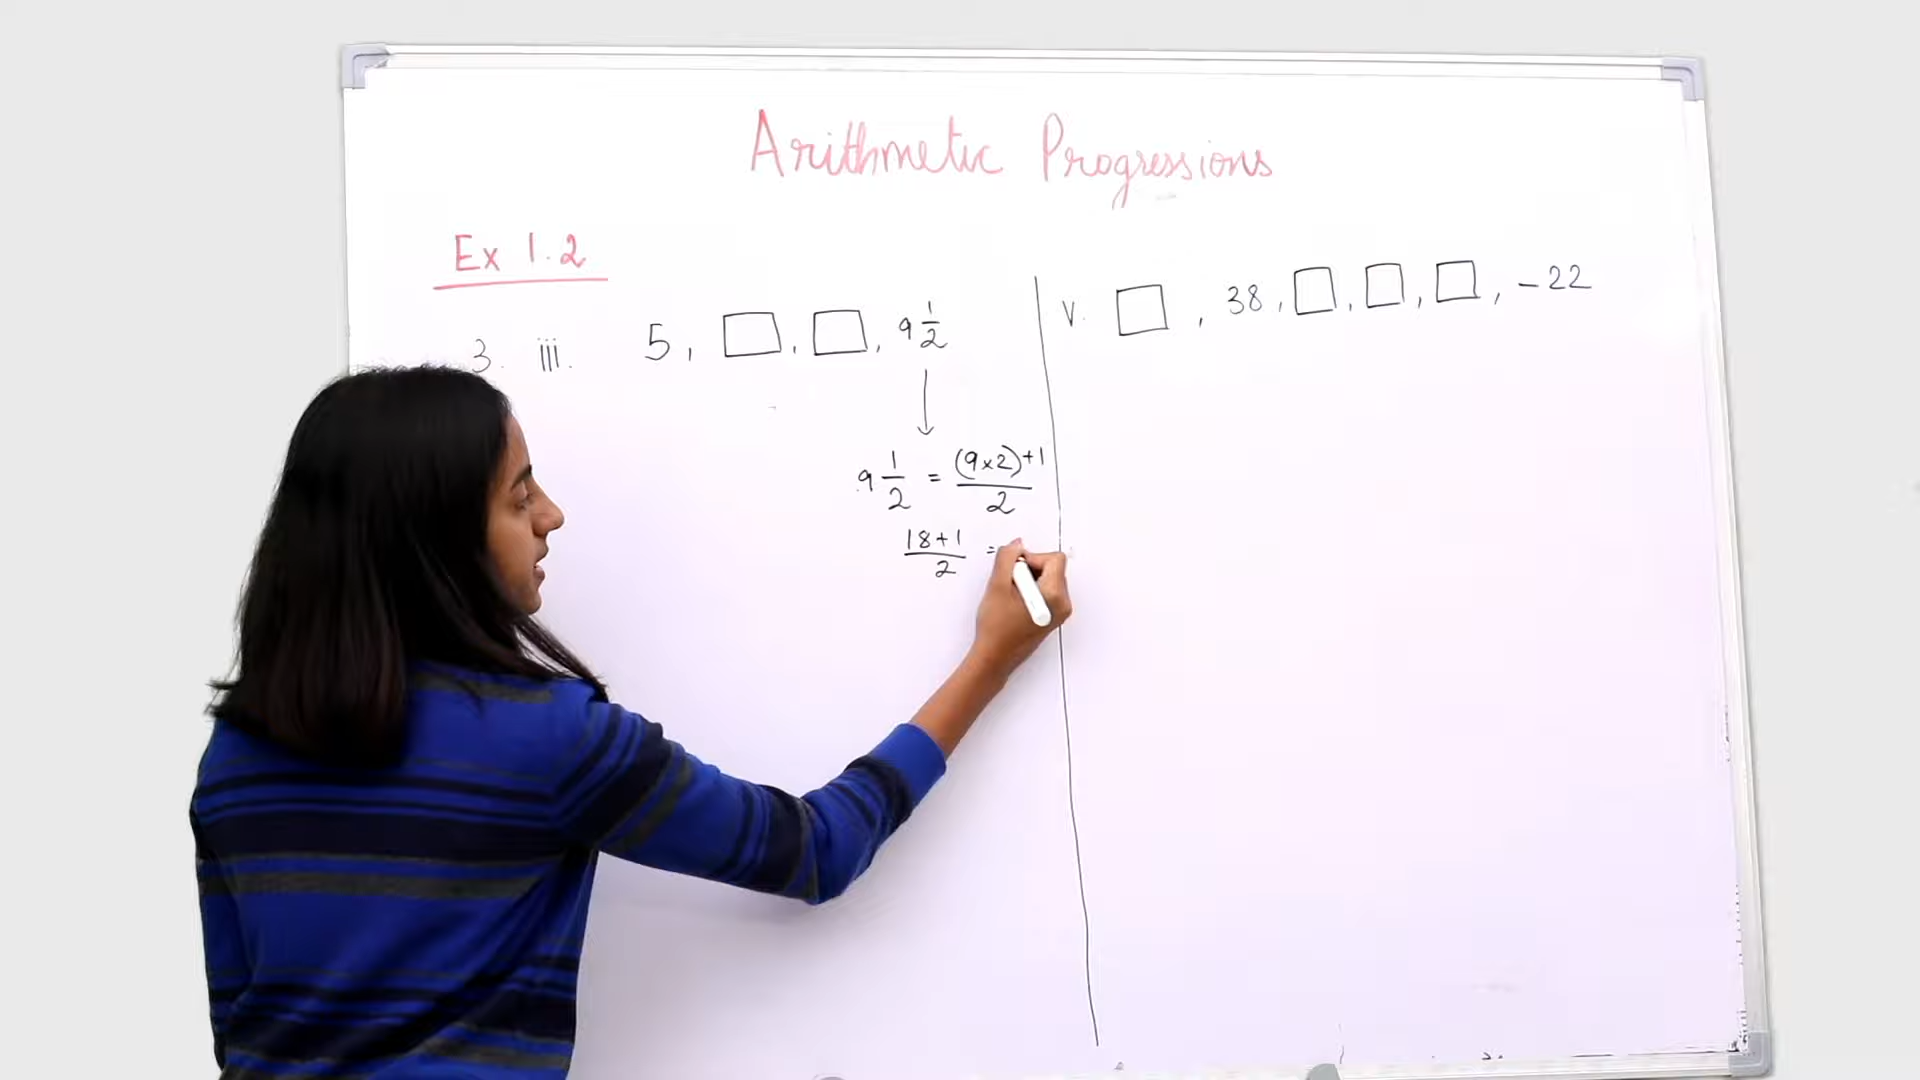 Arithmetic Progressions
Ex 1.2
3. iii. 5, □, □, 9 1/2
9 1/2 = (9×2)+1/2
18+1/2 =
v. □, 38, □, □, □, -22